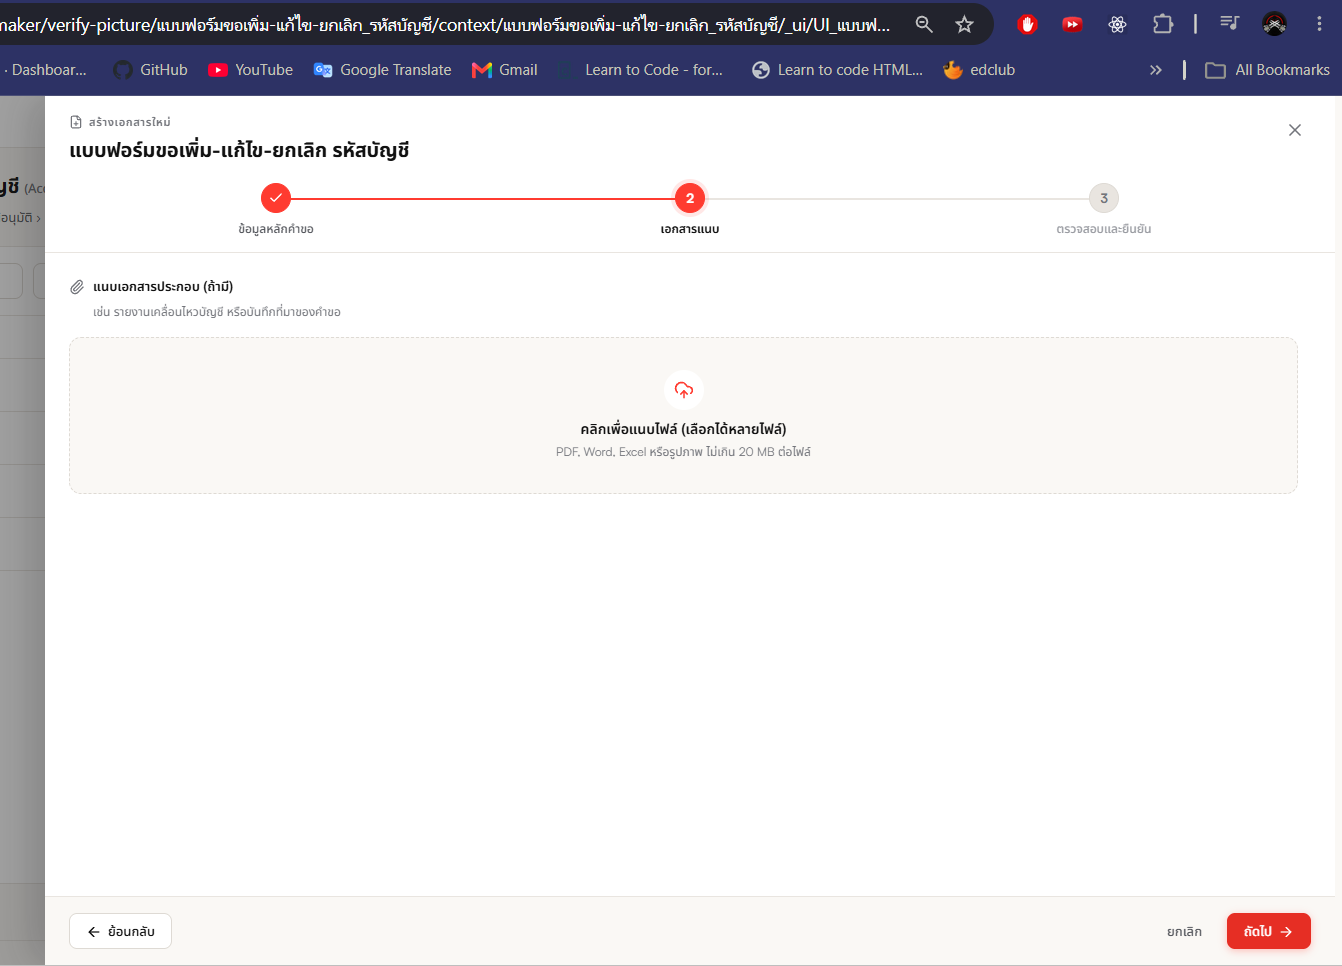 maker/verify-picture/แบบฟอร์มขอเพิ่ม-แก้ไข-ยกเลิก_รหัสบัญชี/context/แบบฟอร์มขอเพิ่ม-แก้ไข-ยกเลิก_รหัสบัญชี/_ui/UI_แบบฟ...
· Dashboar... GitHub YouTube Google Translate Gmail Learn to Code - for... Learn to code HTML... edclub All Bookmarks
สร้างเอกสารใหม่
แบบฟอร์มขอเพิ่ม-แก้ไข-ยกเลิก รหัสบัญชี
(Acc
อนุมัติ ›
2 3
ข้อมูลหลักคำขอ เอกสารแนบ ตรวจสอบและยืนยัน
แนบเอกสารประกอบ (ถ้ามี)
เช่น รายงานเคลื่อนไหวบัญชี หรือบันทึกที่มาของคำขอ
คลิกเพื่อแนบไฟล์ (เลือกได้หลายไฟล์)
PDF, Word, Excel หรือรูปภาพ ไม่เกิน 20 MB ต่อไฟล์
ย้อนกลับ ยกเลิก ถัดไป